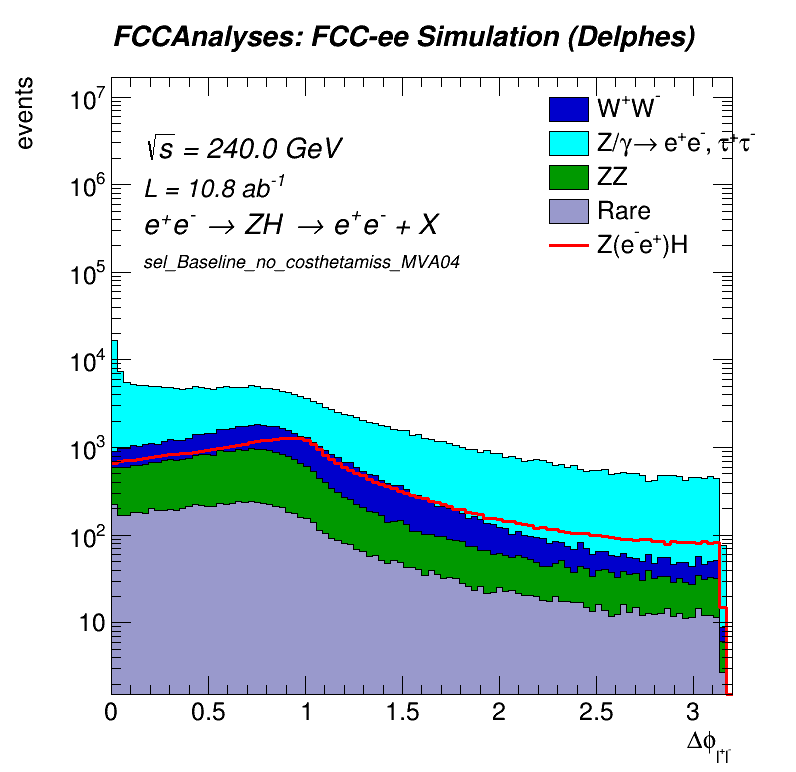 FCCAnalyses: FCC-ee Simulation (Delphes)
events
10⁷
10⁶
10⁵
10⁴
10³
10²
10
√s = 240.0 GeV
L = 10.8 ab⁻¹
e⁺e⁻ → ZH → e⁺e⁻ + X
sel_Baseline_no_costhetamiss_MVA04
W⁺W⁻
Z/γ→ e⁺e⁻, τ⁺τ⁻
ZZ
Rare
Z(e⁻e⁺)H
0 0.5 1 1.5 2 2.5 3
Δϕ_{l⁺l⁻}